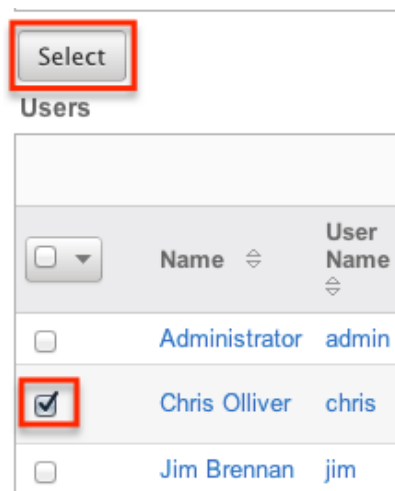 Select
Users
Name
User Name
Administrator admin
Chris Olliver chris
Jim Brennan jim